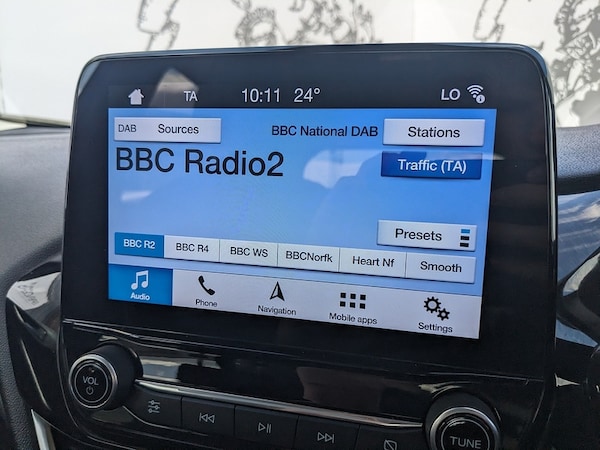 TA 10:11 24° LO
DAB Sources BBC National DAB Stations
BBC Radio2 Traffic (TA)
Presets
BBC R2 BBC R4 BBC WS BBCNorfk Heart Nf Smooth
Audio Phone Navigation Mobile apps Settings
VOL TUNE